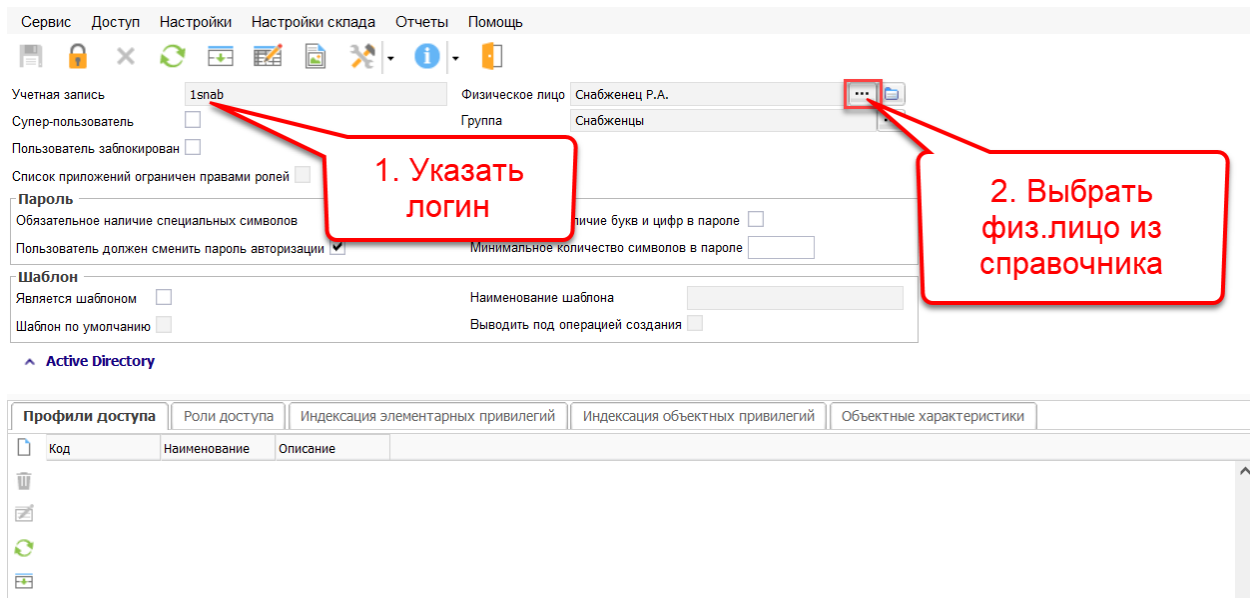 Сервис Доступ Настройки Настройки склада Отчеты Помощь
Учетная запись 1snab Физическое лицо Снабженец Р.А.
Супер-пользователь Группа Снабженцы
Пользователь заблокирован
Список приложений ограничен правами ролей
1. Указать
логин
2. Выбрать
физ.лицо из
справочника
Пароль
Обязательное наличие специальных символов букв и цифр в пароле
Пользователь должен сменить пароль авторизации Минимальное количество символов в пароле
Шаблон
Является шаблоном Наименование шаблона
Шаблон по умолчанию Выводить под операцией создания
Active Directory
Профили доступа Роли доступа Индексация элементарных привилегий Индексация объектных привилегий Объектные характеристики
Код Наименование Описание